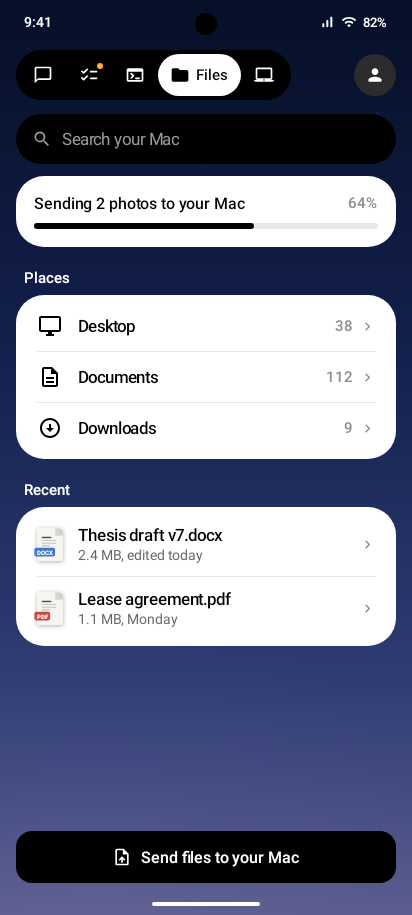 9:41
82%
Files
Search your Mac
Sending 2 photos to your Mac
64%
Places
Desktop
38
Documents
112
Downloads
9
Recent
Thesis draft v7.docx
DOCX
2.4 MB, edited today
Lease agreement.pdf
PDF
1.1 MB, Monday
Send files to your Mac